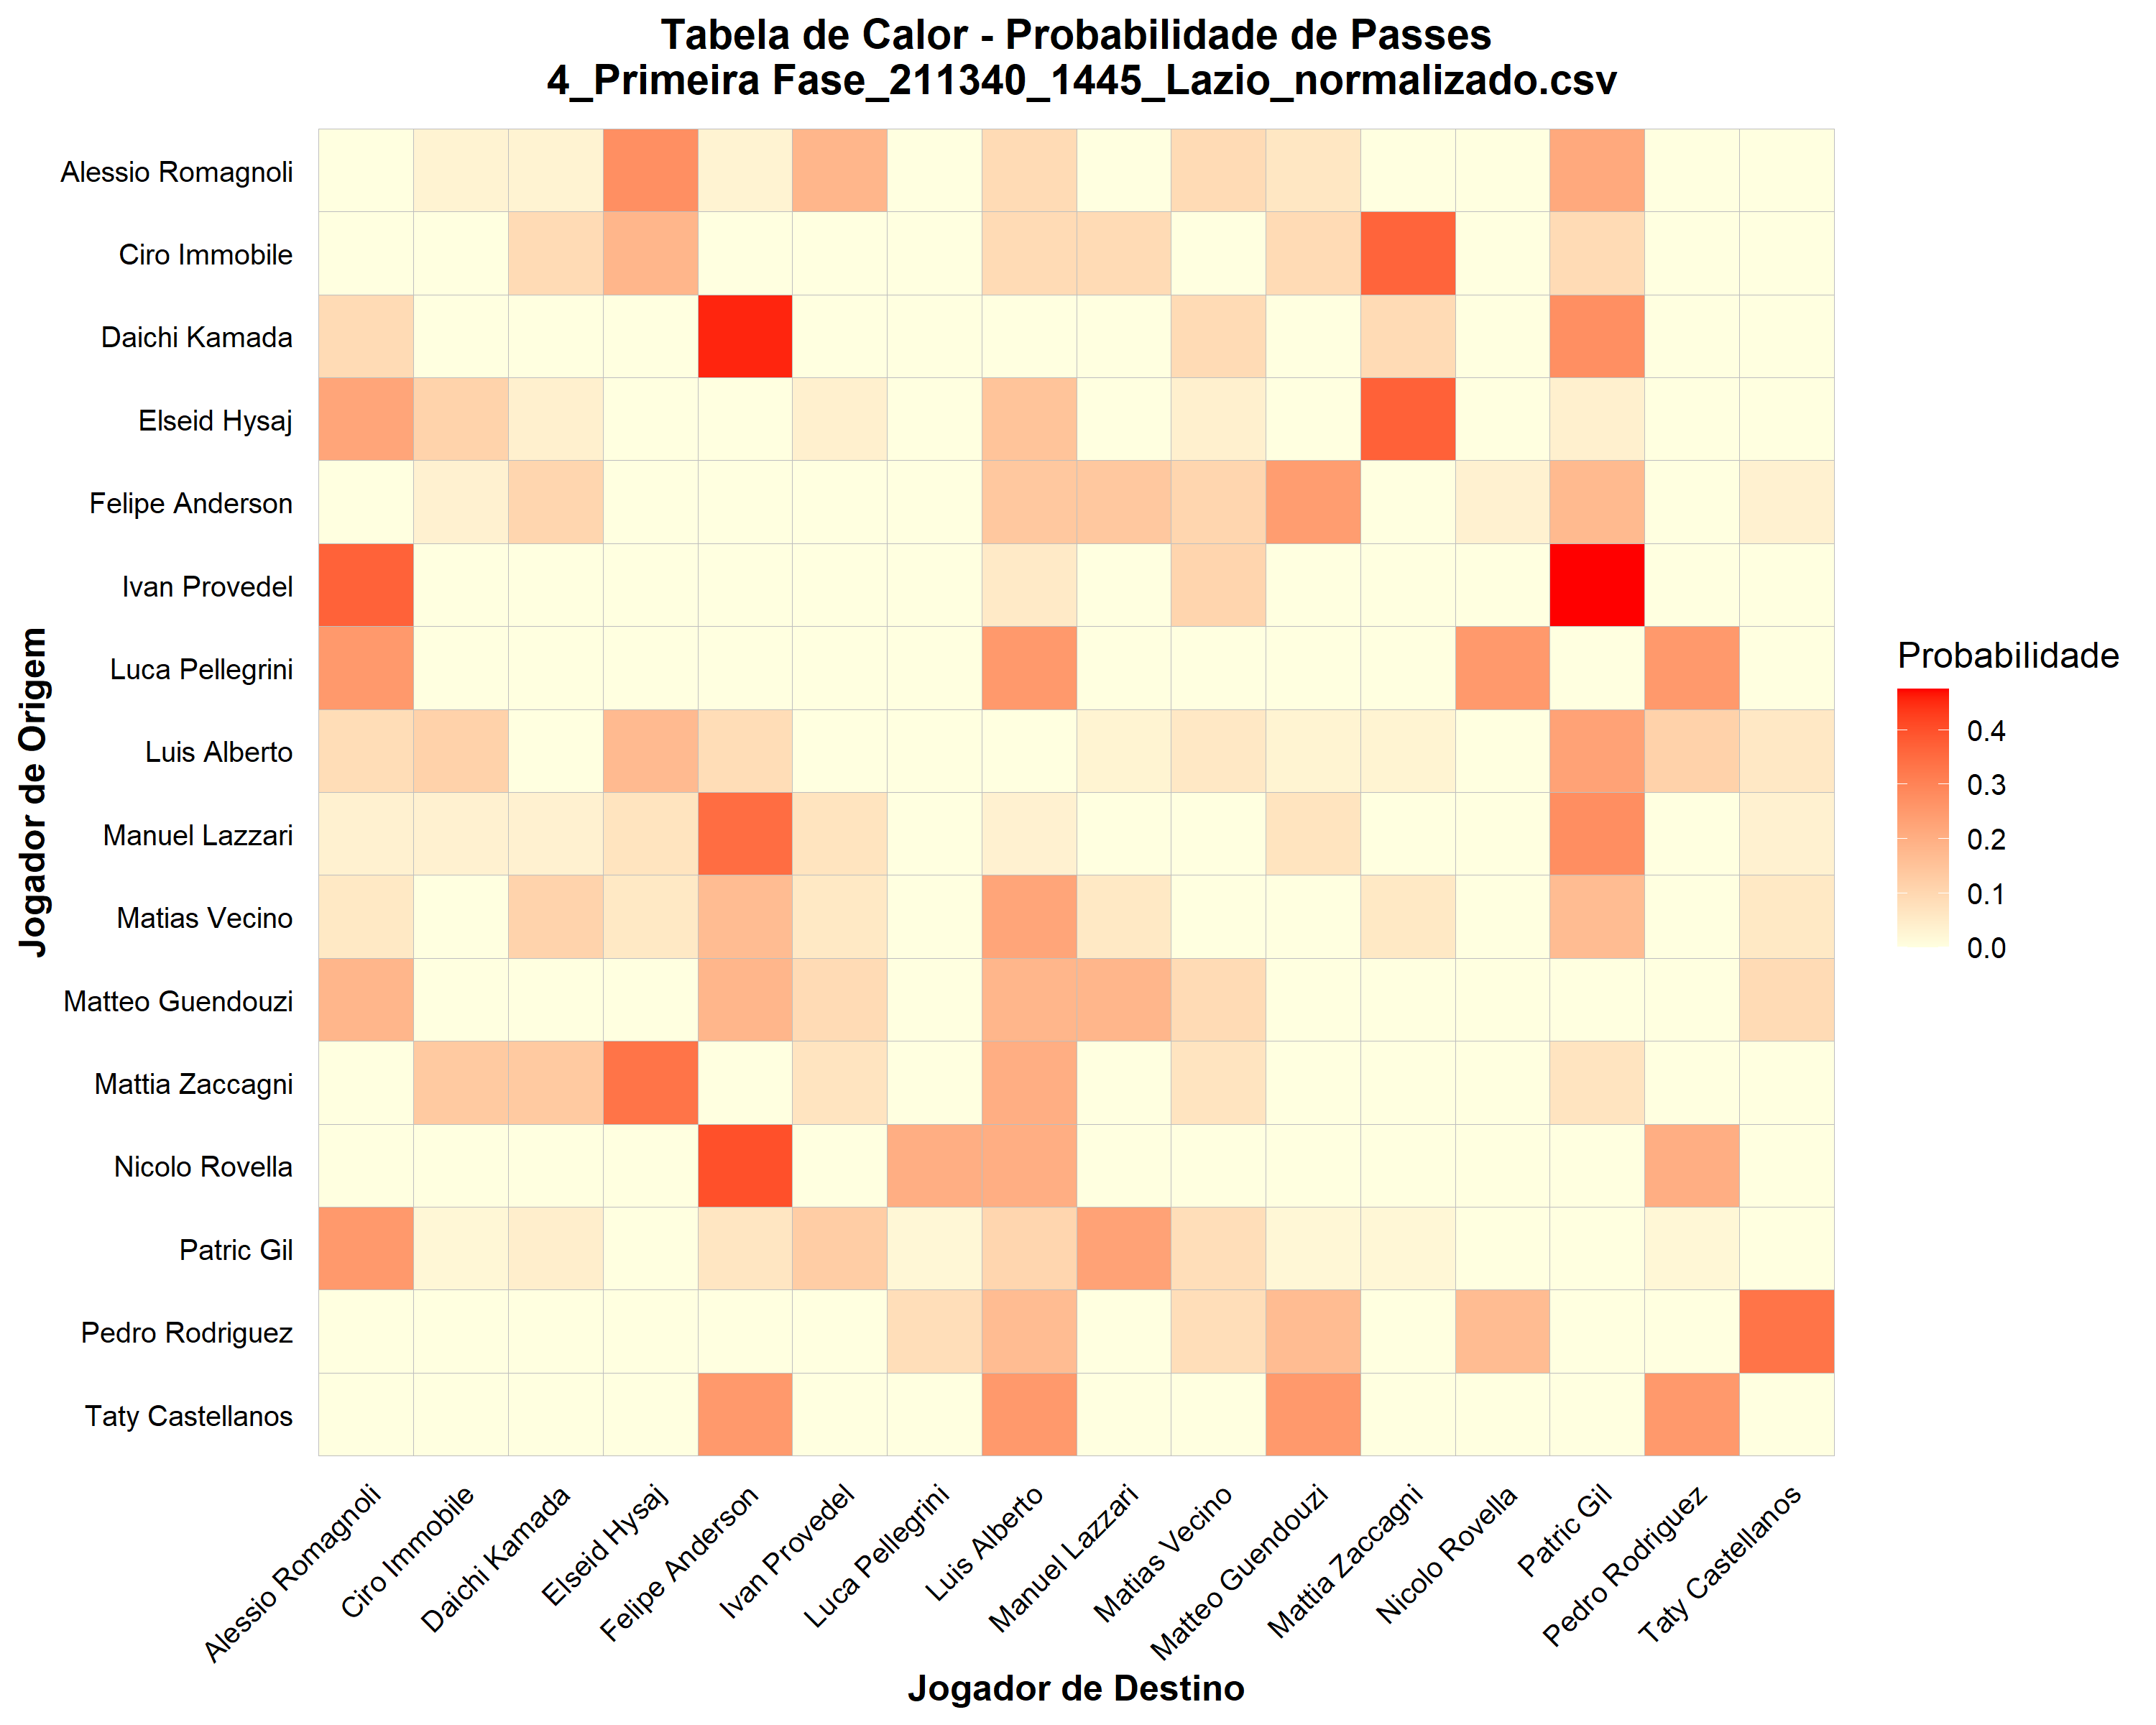 Tabela de Calor - Probabilidade de Passes
4_Primeira Fase_211340_1445_Lazio_normalizado.csv
Jogador de Origem
Alessio Romagnoli
Ciro Immobile
Daichi Kamada
Elseid Hysaj
Felipe Anderson
Ivan Provedel
Luca Pellegrini
Luis Alberto
Manuel Lazzari
Matias Vecino
Matteo Guendouzi
Mattia Zaccagni
Nicolo Rovella
Patric Gil
Pedro Rodriguez
Taty Castellanos
Alessio Romagnoli
Ciro Immobile
Daichi Kamada
Elseid Hysaj
Felipe Anderson
Ivan Provedel
Luca Pellegrini
Luis Alberto
Manuel Lazzari
Matias Vecino
Matteo Guendouzi
Mattia Zaccagni
Nicolo Rovella
Patric Gil
Pedro Rodriguez
Taty Castellanos
Jogador de Destino
Probabilidade
0.4
0.3
0.2
0.1
0.0